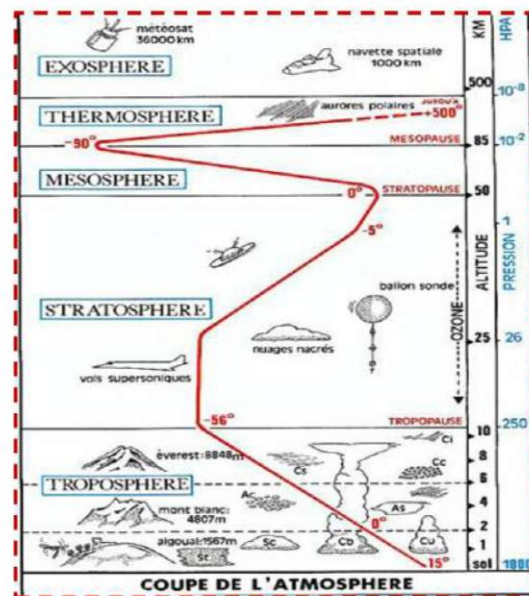 météosat
36000 km
navette spatiale
1000 km
EXOSPHERE
KM
HPA
500
10⁻⁸
THERMOSPHERE
aurores polaires
JUSQU'A
+500°
-90°
MESOPAUSE
85
10⁻²
MESOSPHERE
0°
STRATOPAUSE
50
-5°
1
ALTITUDE
PRESSION
OZONE
ballon sonde
STRATOSPHERE
nuages nacrés
25
26
vols supersoniques
-56°
TROPOPAUSE
250
10
Ci
èverest: 8848m
Cs
8
Cc
TROPOSPHERE
6
Ac
4
mont blanc:
4807m
As
0°
2
aigoual: 1567m
St
Sc
Cb
Cu
1
15°
sol
COUPE DE L'ATMOSPHERE